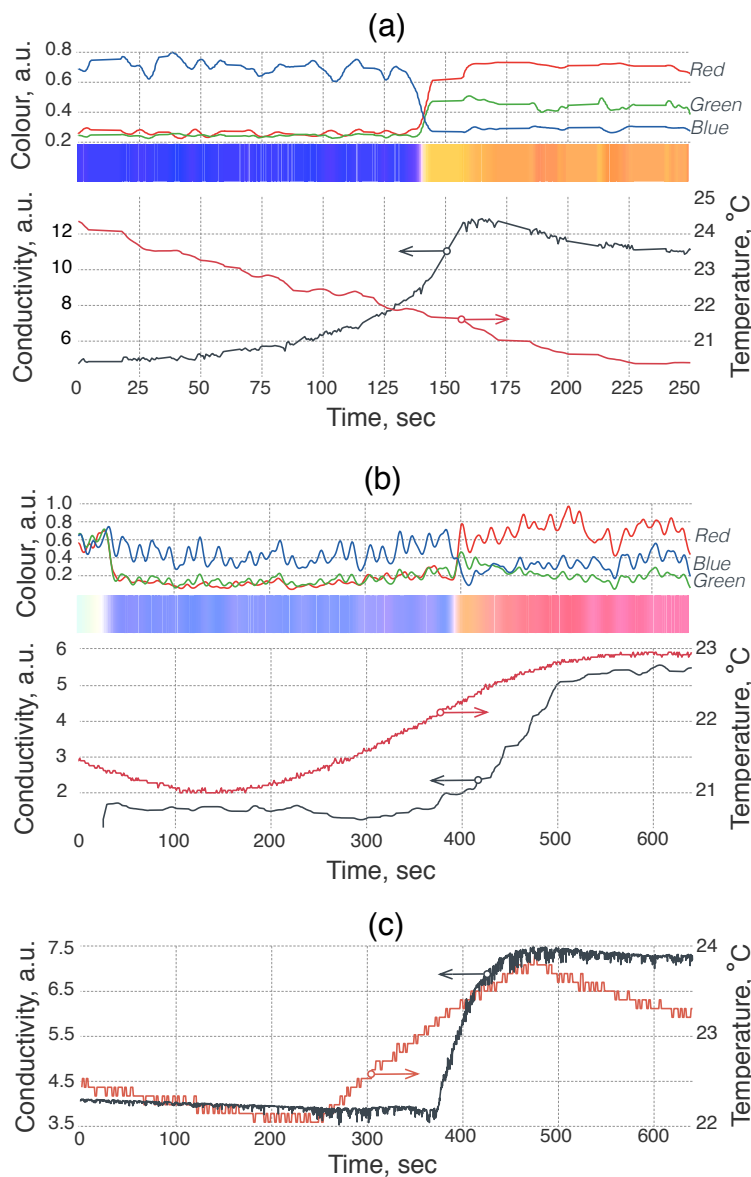 (a)
Colour, a.u.
0.8
0.6
0.4
0.2
Red
Green
Blue
Conductivity, a.u.
12
10
8
6
25
24
23
22
21
Temperature, °C
0 25 50 75 100 125 150 175 200 225 250
Time, sec
(b)
Colour, a.u.
1.0
0.8
0.6
0.4
0.2
Red
Blue
Green
Conductivity, a.u.
6
5
4
3
2
23
22
21
Temperature, °C
0 100 200 300 400 500 600
Time, sec
(c)
Conductivity, a.u.
7.5
6.5
5.5
4.5
3.5
24
23
22
Temperature, °C
0 100 200 300 400 500 600
Time, sec